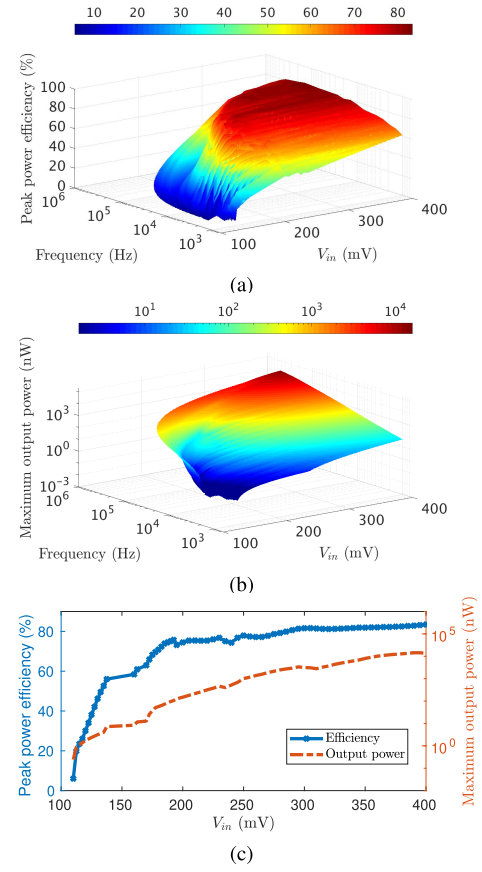 10 20 30 40 50 60 70 80
Peak power efficiency (%)
100
80
60
40
20
0
10^6
10^5
10^4
10^3
100
200
300
400
Frequency (Hz)
V_in (mV)
(a)
10^1 10^2 10^3 10^4
Maximum output power (nW)
10^3
10^0
10^-3
10^6
10^5
10^4
10^3
100
200
300
400
Frequency (Hz)
V_in (mV)
(b)
Peak power efficiency (%)
80
60
40
20
0
100 150 200 250 300 350 400
V_in (mV)
10^5
10^0
Maximum output power (nW)
Efficiency
Output power
(c)